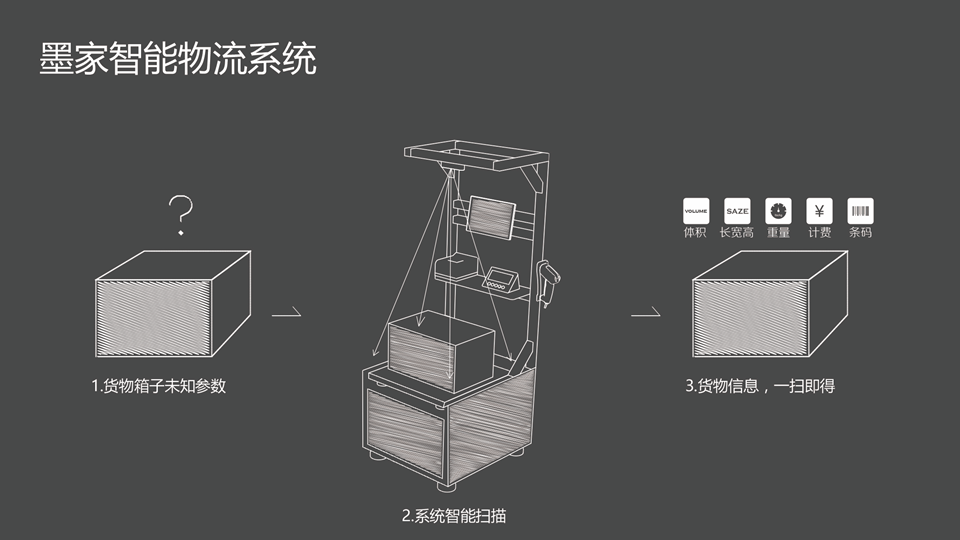 墨家智能物流系统
?
VOLUME
SAZE
¥
体积
长宽高
重量
计费
条码
1.货物箱子未知参数
3.货物信息，一扫即得
2.系统智能扫描